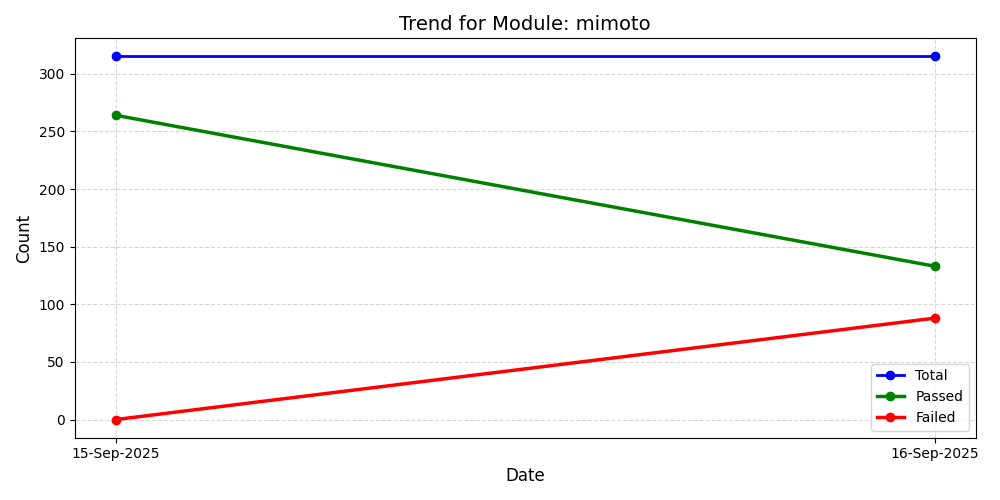 Trend for Module: mimoto
Count
300
250
200
150
100
50
0
15-Sep-2025
16-Sep-2025
Date
Total
Passed
Failed